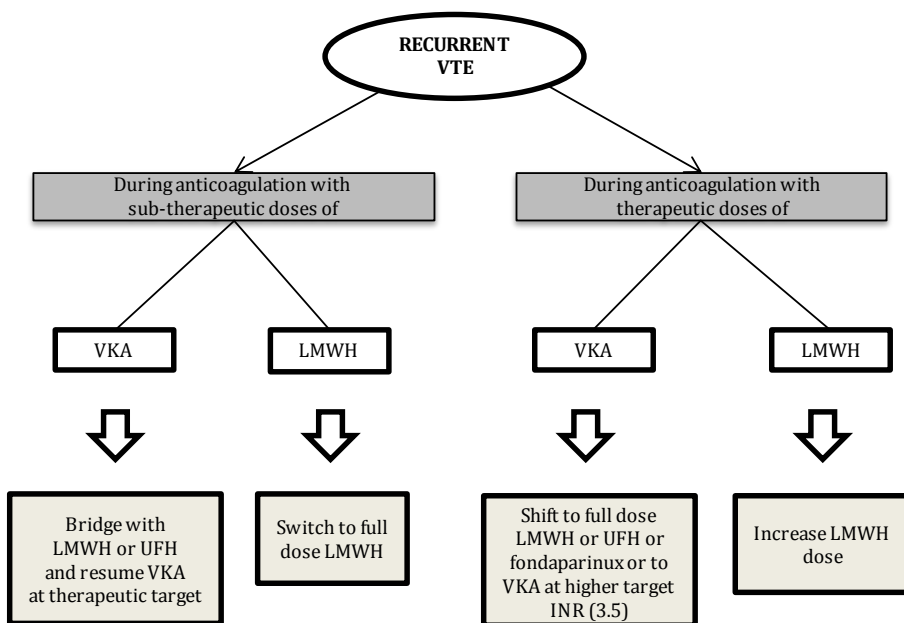 RECURRENT
VTE
During anticoagulation with
sub-therapeutic doses of
During anticoagulation with
therapeutic doses of
VKA
LMWH
VKA
LMWH
Bridge with
LMWH or UFH
and resume VKA
at therapeutic target
Switch to full
dose LMWH
Shift to full dose
LMWH or UFH or
fondaparinux or to
VKA at higher target
INR (3.5)
Increase LMWH
dose